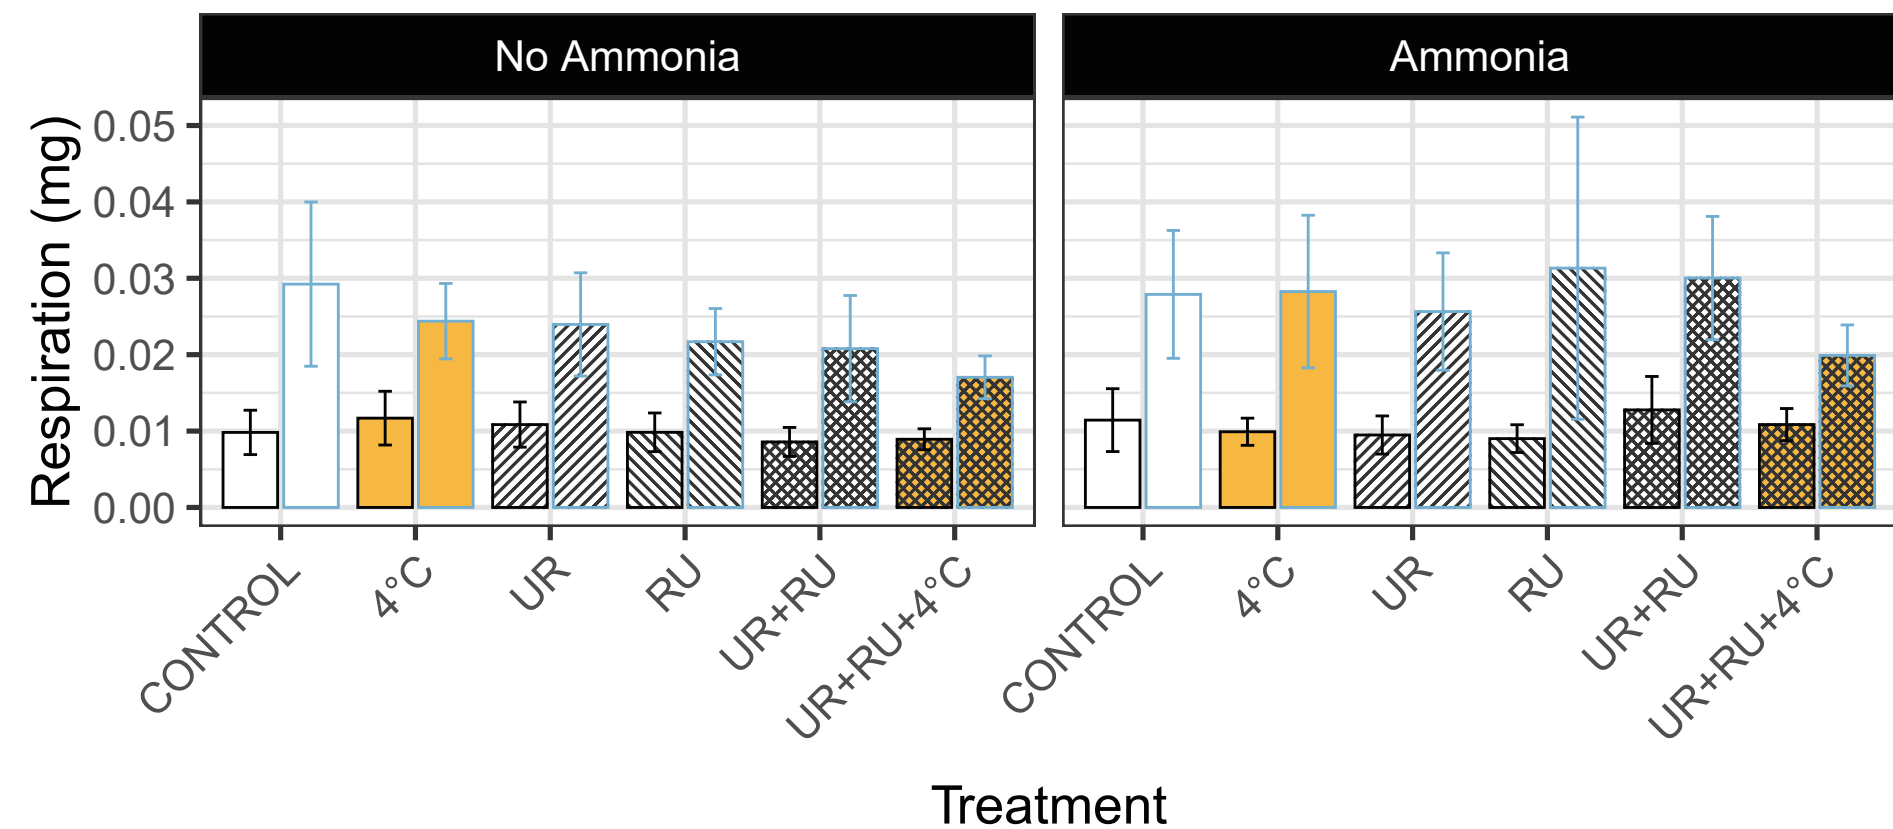 No Ammonia
Ammonia
Respiration (mg)
0.05
0.04
0.03
0.02
0.01
0.00
CONTROL
4°C
UR
RU
UR+RU
UR+RU+4°C
CONTROL
4°C
UR
RU
UR+RU
UR+RU+4°C
Treatment